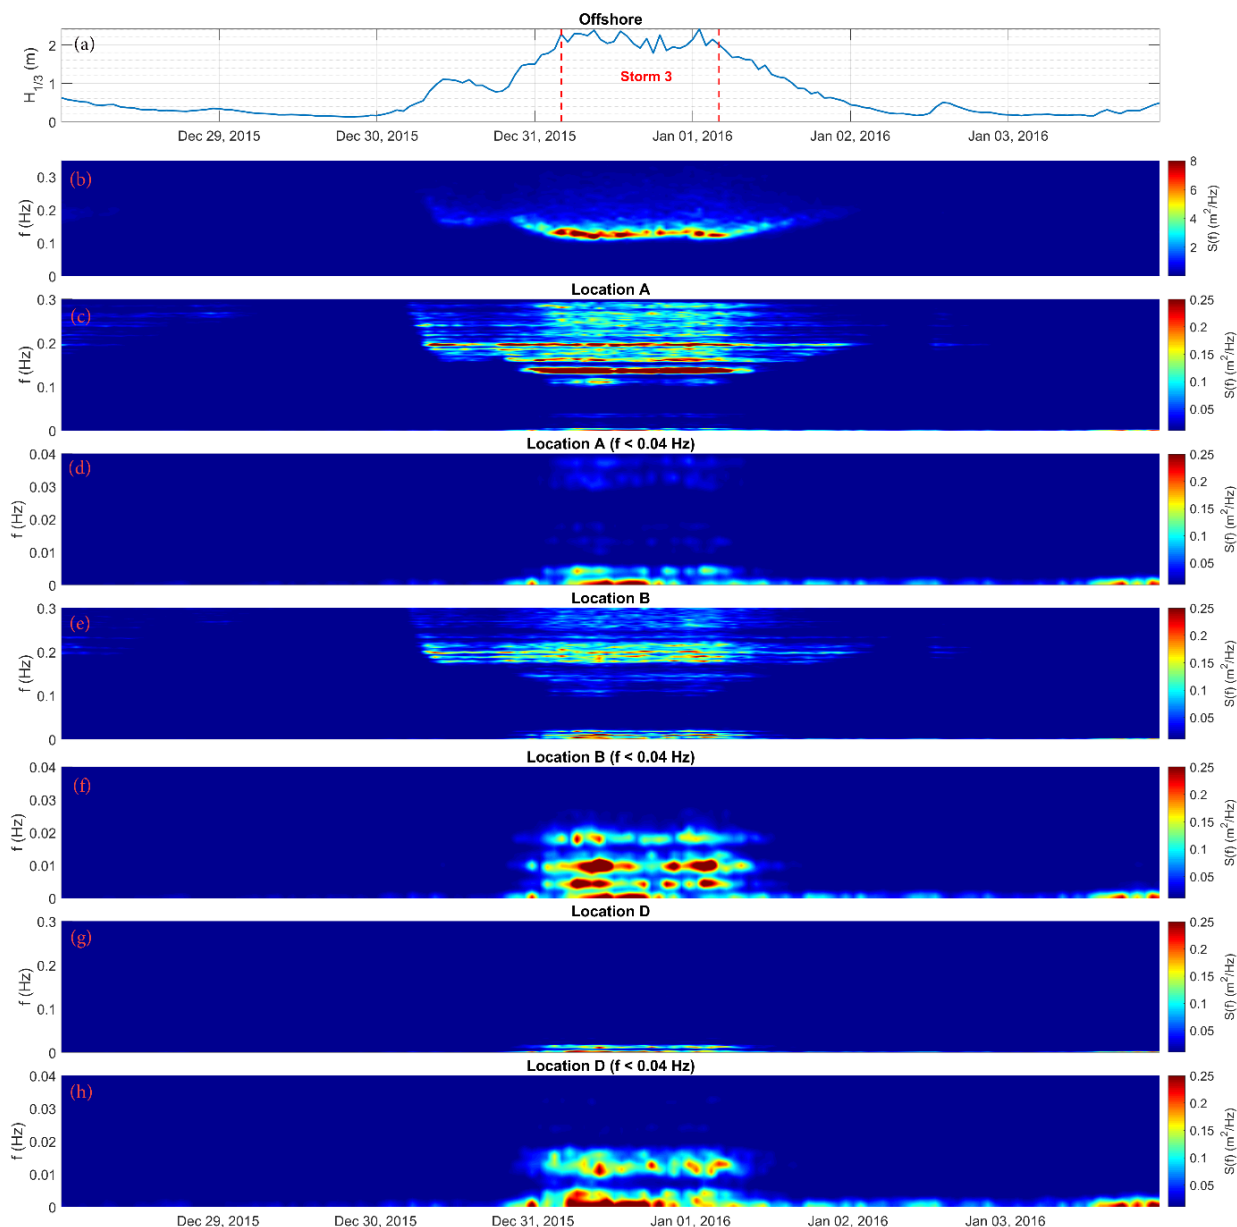 Offshore
(a)
H1/3 (m)
2
1
0
Storm 3
Dec 29, 2015 Dec 30, 2015 Dec 31, 2015 Jan 01, 2016 Jan 02, 2016 Jan 03, 2016
(b)
f (Hz)
0.3
0.2
0.1
0
8
6
4
2
S(f) (m²/Hz)
Location A
(c)
f (Hz)
0.3
0.2
0.1
0
0.25
0.2
0.15
0.1
0.05
S(f) (m²/Hz)
Location A (f < 0.04 Hz)
(d)
f (Hz)
0.04
0.03
0.02
0.01
0
0.25
0.2
0.15
0.1
0.05
S(f) (m²/Hz)
Location B
(e)
f (Hz)
0.3
0.2
0.1
0
0.25
0.2
0.15
0.1
0.05
S(f) (m²/Hz)
Location B (f < 0.04 Hz)
(f)
f (Hz)
0.04
0.03
0.02
0.01
0
0.25
0.2
0.15
0.1
0.05
S(f) (m²/Hz)
Location D
(g)
f (Hz)
0.3
0.2
0.1
0
0.25
0.2
0.15
0.1
0.05
S(f) (m²/Hz)
Location D (f < 0.04 Hz)
(h)
f (Hz)
0.04
0.03
0.02
0.01
0
0.25
0.2
0.15
0.1
0.05
S(f) (m²/Hz)
Dec 29, 2015 Dec 30, 2015 Dec 31, 2015 Jan 01, 2016 Jan 02, 2016 Jan 03, 2016